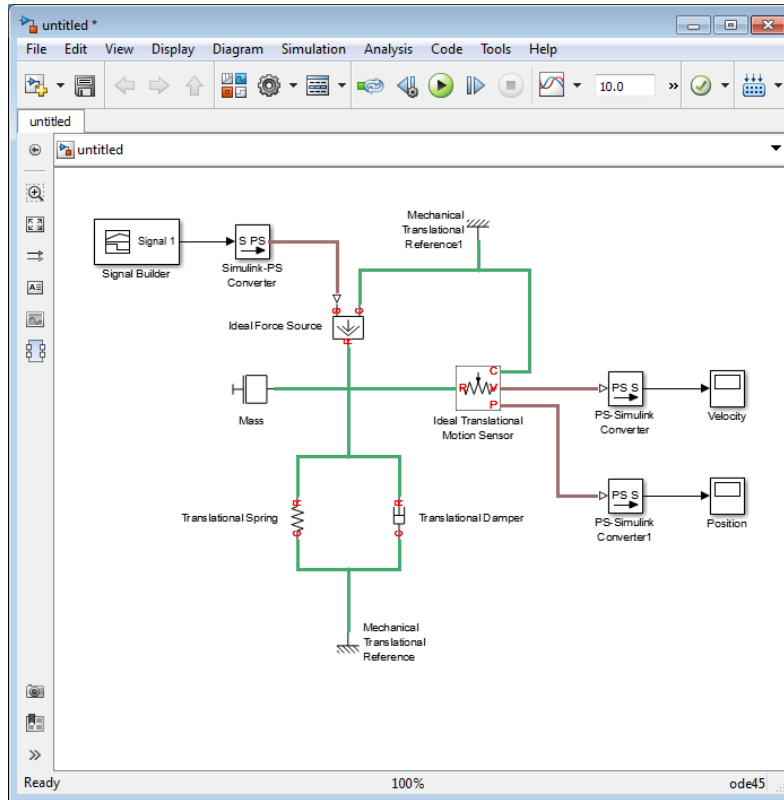 untitled *
File Edit View Display Diagram Simulation Analysis Code Tools Help
10.0
»
untitled
untitled
Mechanical
Translational
Reference1
Signal 1
Signal Builder
S PS
Simulink-PS
Converter
S C
Ideal Force Source
R
Mass
R C
V
P
Ideal Translational
Motion Sensor
PS S
PS-Simulink
Converter
Velocity
R
Translational Spring
C
R
Translational Damper
C
PS S
PS-Simulink
Converter1
Position
Mechanical
Translational
Reference
Ready 100% ode45